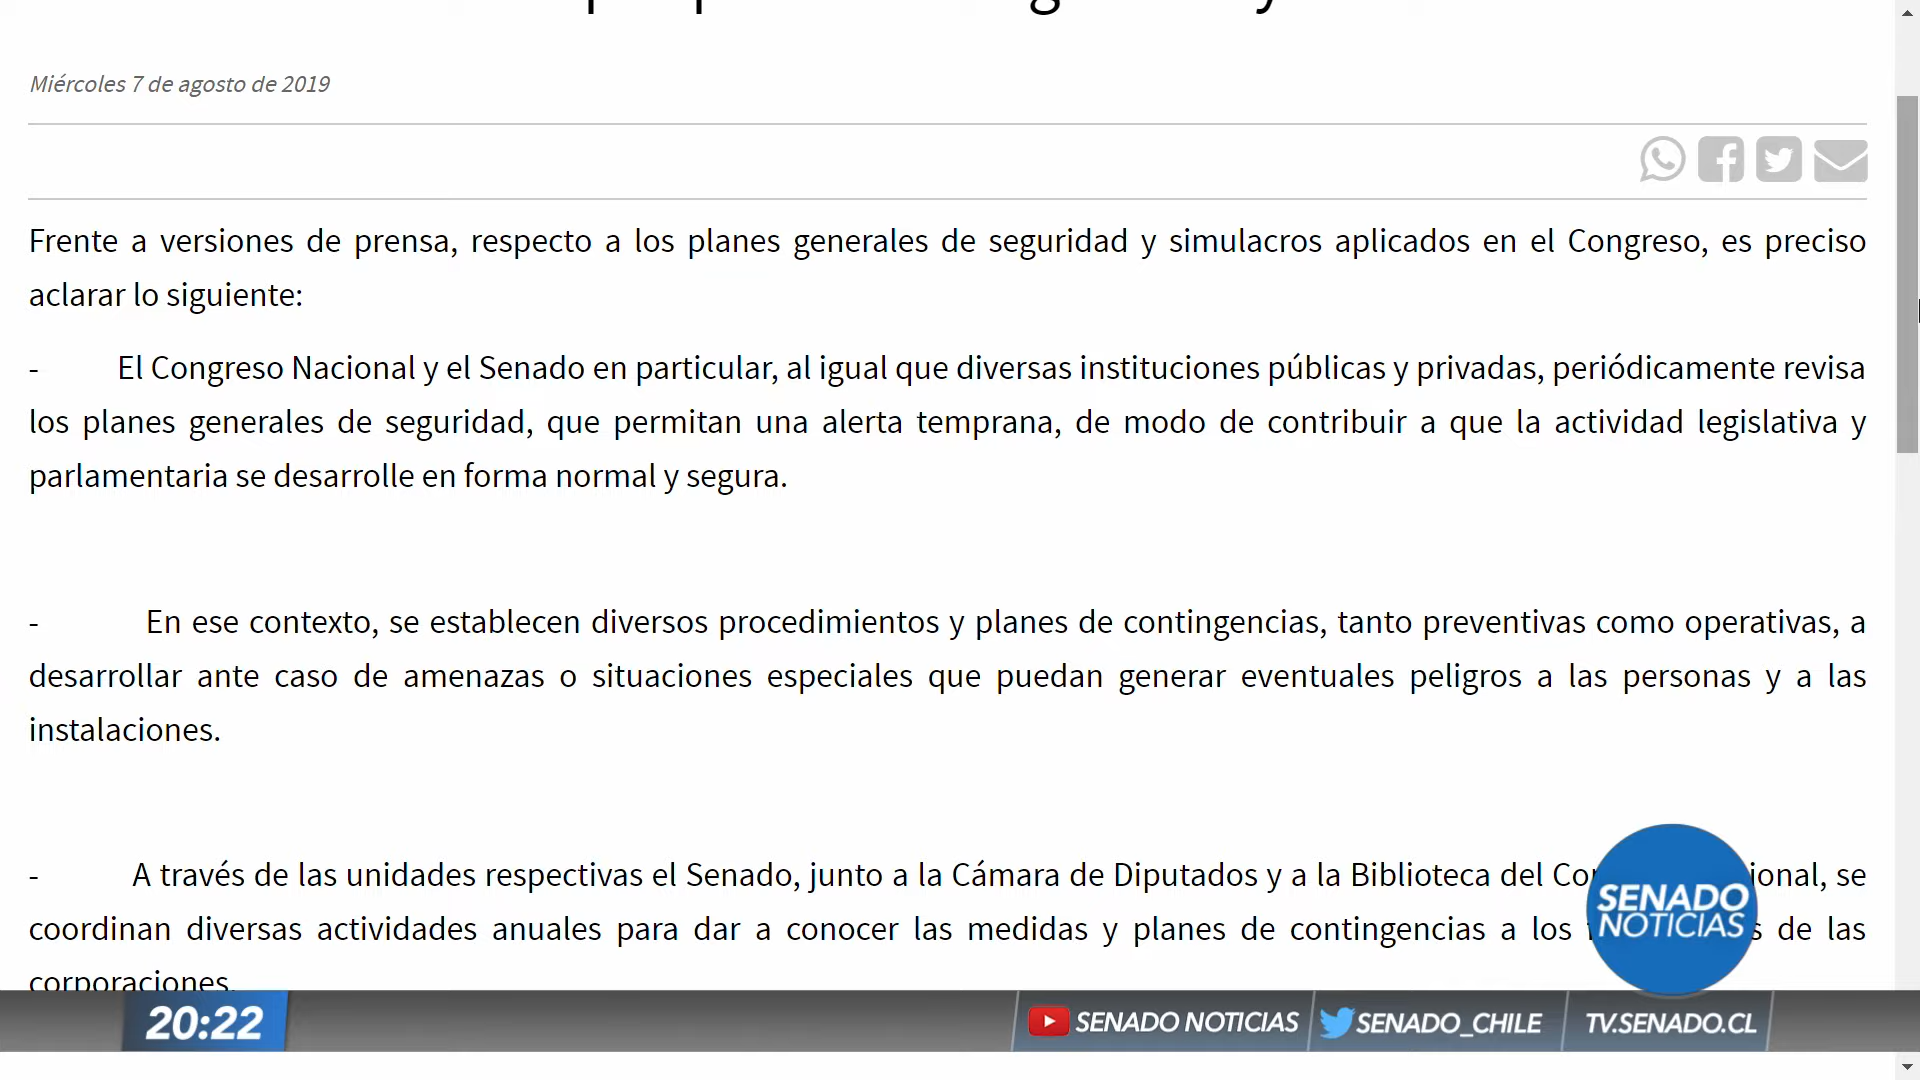 Miércoles 7 de agosto de 2019
Frente a versiones de prensa, respecto a los planes generales de seguridad y simulacros aplicados en el Congreso, es preciso
aclarar lo siguiente:
- El Congreso Nacional y el Senado en particular, al igual que diversas instituciones públicas y privadas, periódicamente revisa
los planes generales de seguridad, que permitan una alerta temprana, de modo de contribuir a que la actividad legislativa y
parlamentaria se desarrolle en forma normal y segura.
- En ese contexto, se establecen diversos procedimientos y planes de contingencias, tanto preventivas como operativas, a
desarrollar ante caso de amenazas o situaciones especiales que puedan generar eventuales peligros a las personas y a las
instalaciones.
- A través de las unidades respectivas el Senado, junto a la Cámara de Diputados y a la Biblioteca del se
coordinan diversas actividades anuales para dar a conocer las medidas y planes de contingencias a los de las
corporaciones.
SENADO
NOTICIAS
20:22
SENADO NOTICIAS
SENADO_CHILE
TV.SENADO.CL